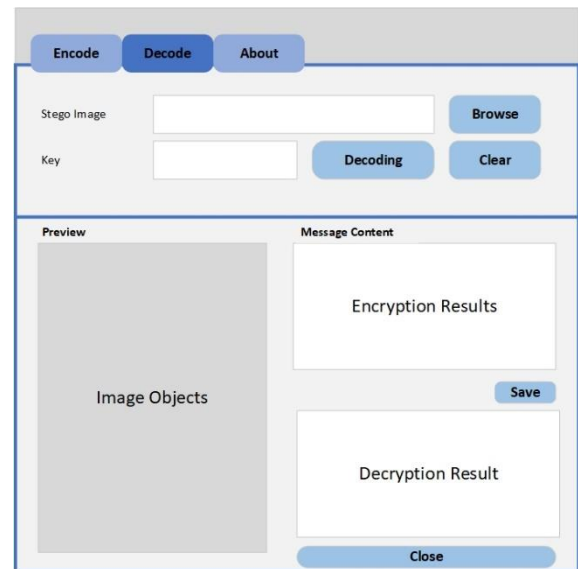 Encode Decode About
Stego Image Browse
Key Decoding Clear
Preview Message Content
Encryption Results
Image Objects
Save
Decryption Result
Close